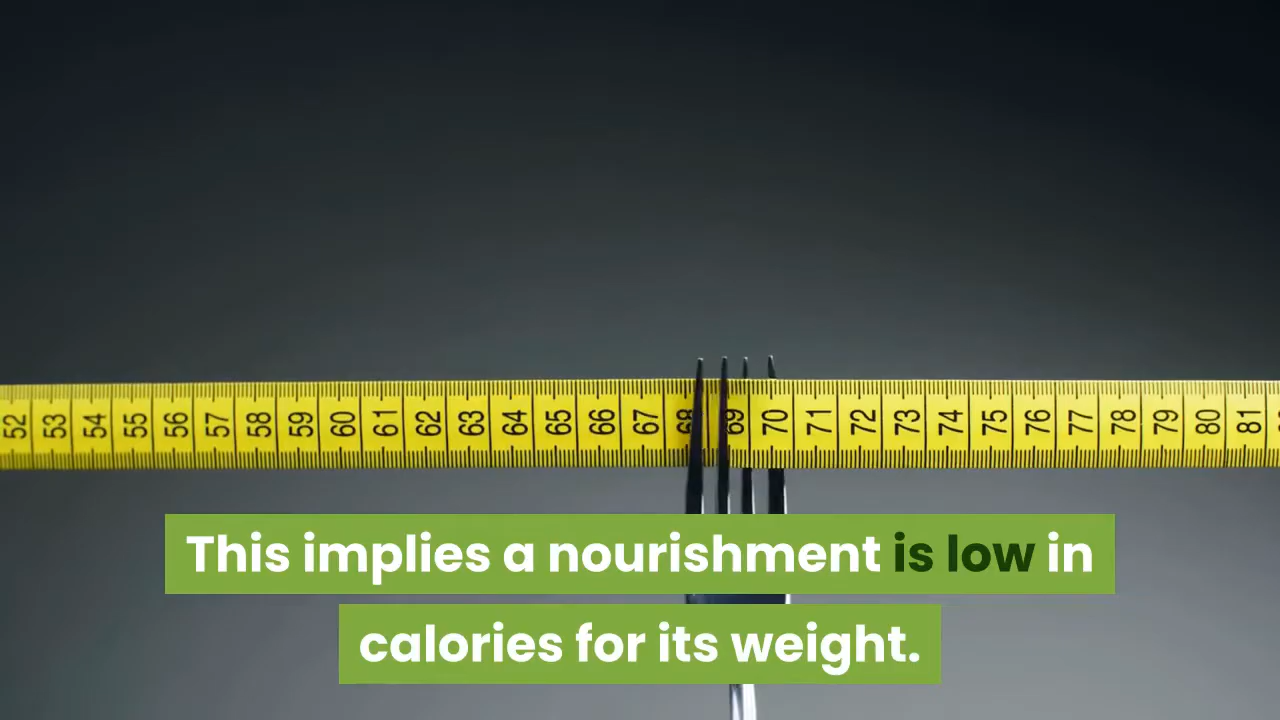 52 53 54 55 56 57 58 59 60 61 62 63 64 65 66 67 68 69 70 71 72 73 74 75 76 77 78 79 80 81
This implies a nourishment is low in
calories for its weight.